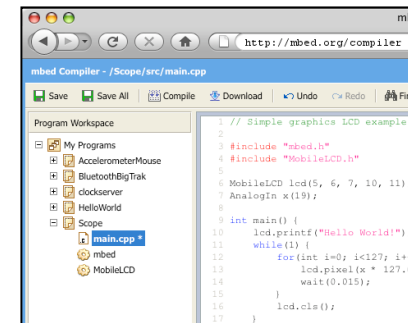 http://mbed.org/compiler
mbed Compiler - /Scope/src/main.cpp
Save Save All Compile Download Undo Redo
Program Workspace
My Programs
AccelerometerMouse
BluetoothBigTrak
clockserver
HelloWorld
Scope
main.cpp *
mbed
MobileLCD
1 // Simple graphics LCD example
2
3 #include "mbed.h"
4 #include "MobileLCD.h"
5
6 MobileLCD lcd(5, 6, 7, 10, 11)
7 AnalogIn x(19);
8
9 int main() {
10 lcd.printf("Hello World!")
11 while(1) {
12 for(int i=0; i<127; i+
13 lcd.pixel(x * 127.
14 wait(0.015);
15 }
16 lcd.cls();
17 }